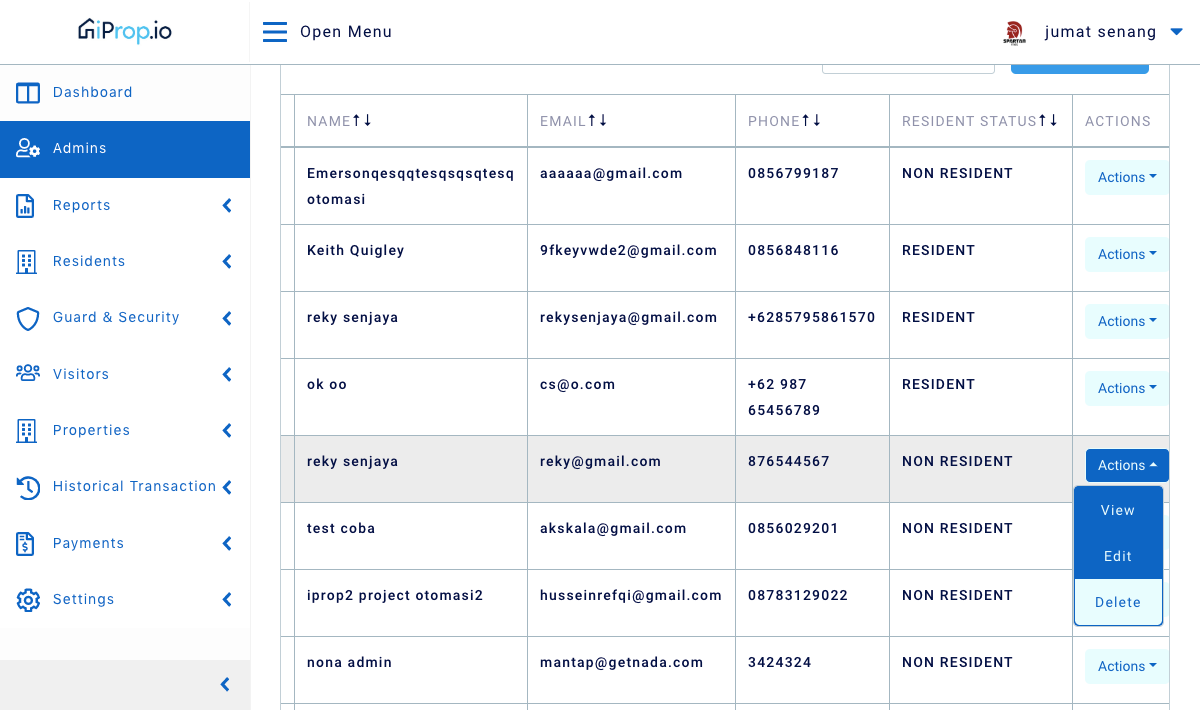 iProp.io
Open Menu
jumat senang
Dashboard
Admins
Reports
Residents
Guard & Security
Visitors
Properties
Historical Transaction
Payments
Settings
NAME EMAIL PHONE RESIDENT STATUS ACTIONS
Emersonqesqqtesqsqsqtesq aaaaaa@gmail.com 0856799187 NON RESIDENT Actions
otomasi
Keith Quigley 9fkeyvwde2@gmail.com 0856848116 RESIDENT Actions
reky senjaya rekysenjaya@gmail.com +6285795861570 RESIDENT Actions
ok oo cs@o.com +62 987 RESIDENT Actions
65456789
reky senjaya reky@gmail.com 876544567 NON RESIDENT Actions
View
Edit
Delete
test coba akskala@gmail.com 0856029201 NON RESIDENT
iprop2 project otomasi2 husseinrefqi@gmail.com 08783129022 NON RESIDENT
nona admin mantap@getnada.com 3424324 NON RESIDENT Actions